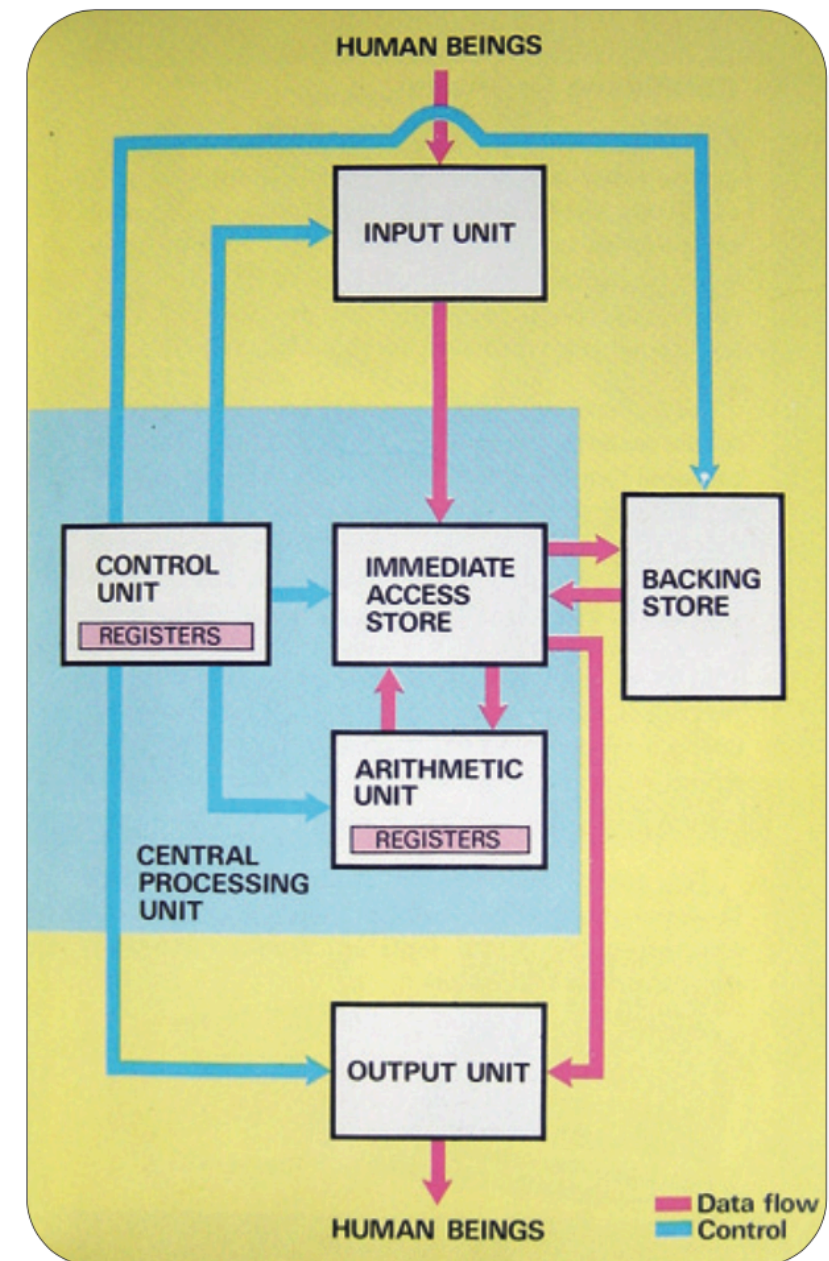 HUMAN BEINGS
INPUT UNIT
CONTROL
UNIT
REGISTERS
IMMEDIATE
ACCESS
STORE
BACKING
STORE
ARITHMETIC
UNIT
REGISTERS
CENTRAL
PROCESSING
UNIT
OUTPUT UNIT
HUMAN BEINGS
Data flow
Control